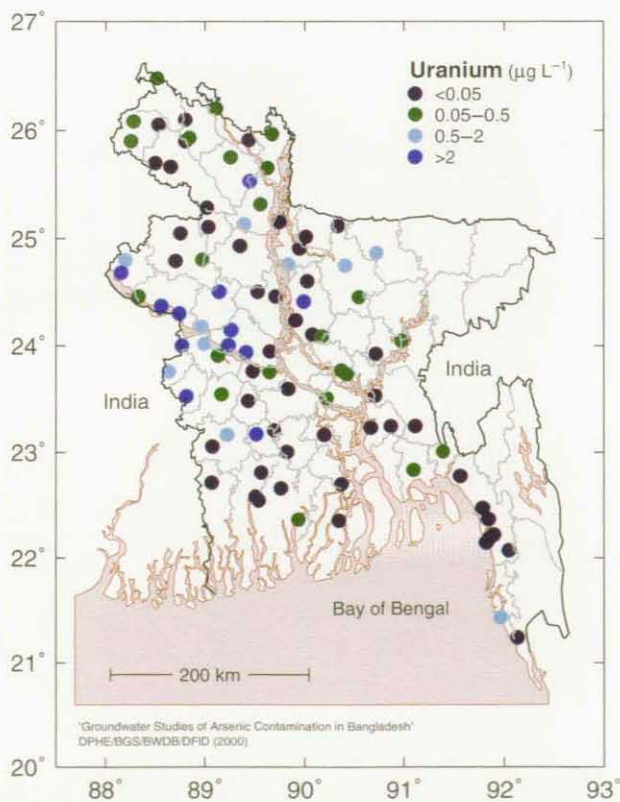 27°
Uranium (µg L⁻¹)
<0.05
0.05–0.5
0.5–2
>2
26°
25°
24°
India
India
23°
22°
Bay of Bengal
21°
200 km
'Groundwater Studies of Arsenic Contamination in Bangladesh'
DPHE/BGS/BWDB/DFID (2000)
20°
88° 89° 90° 91° 92° 93°